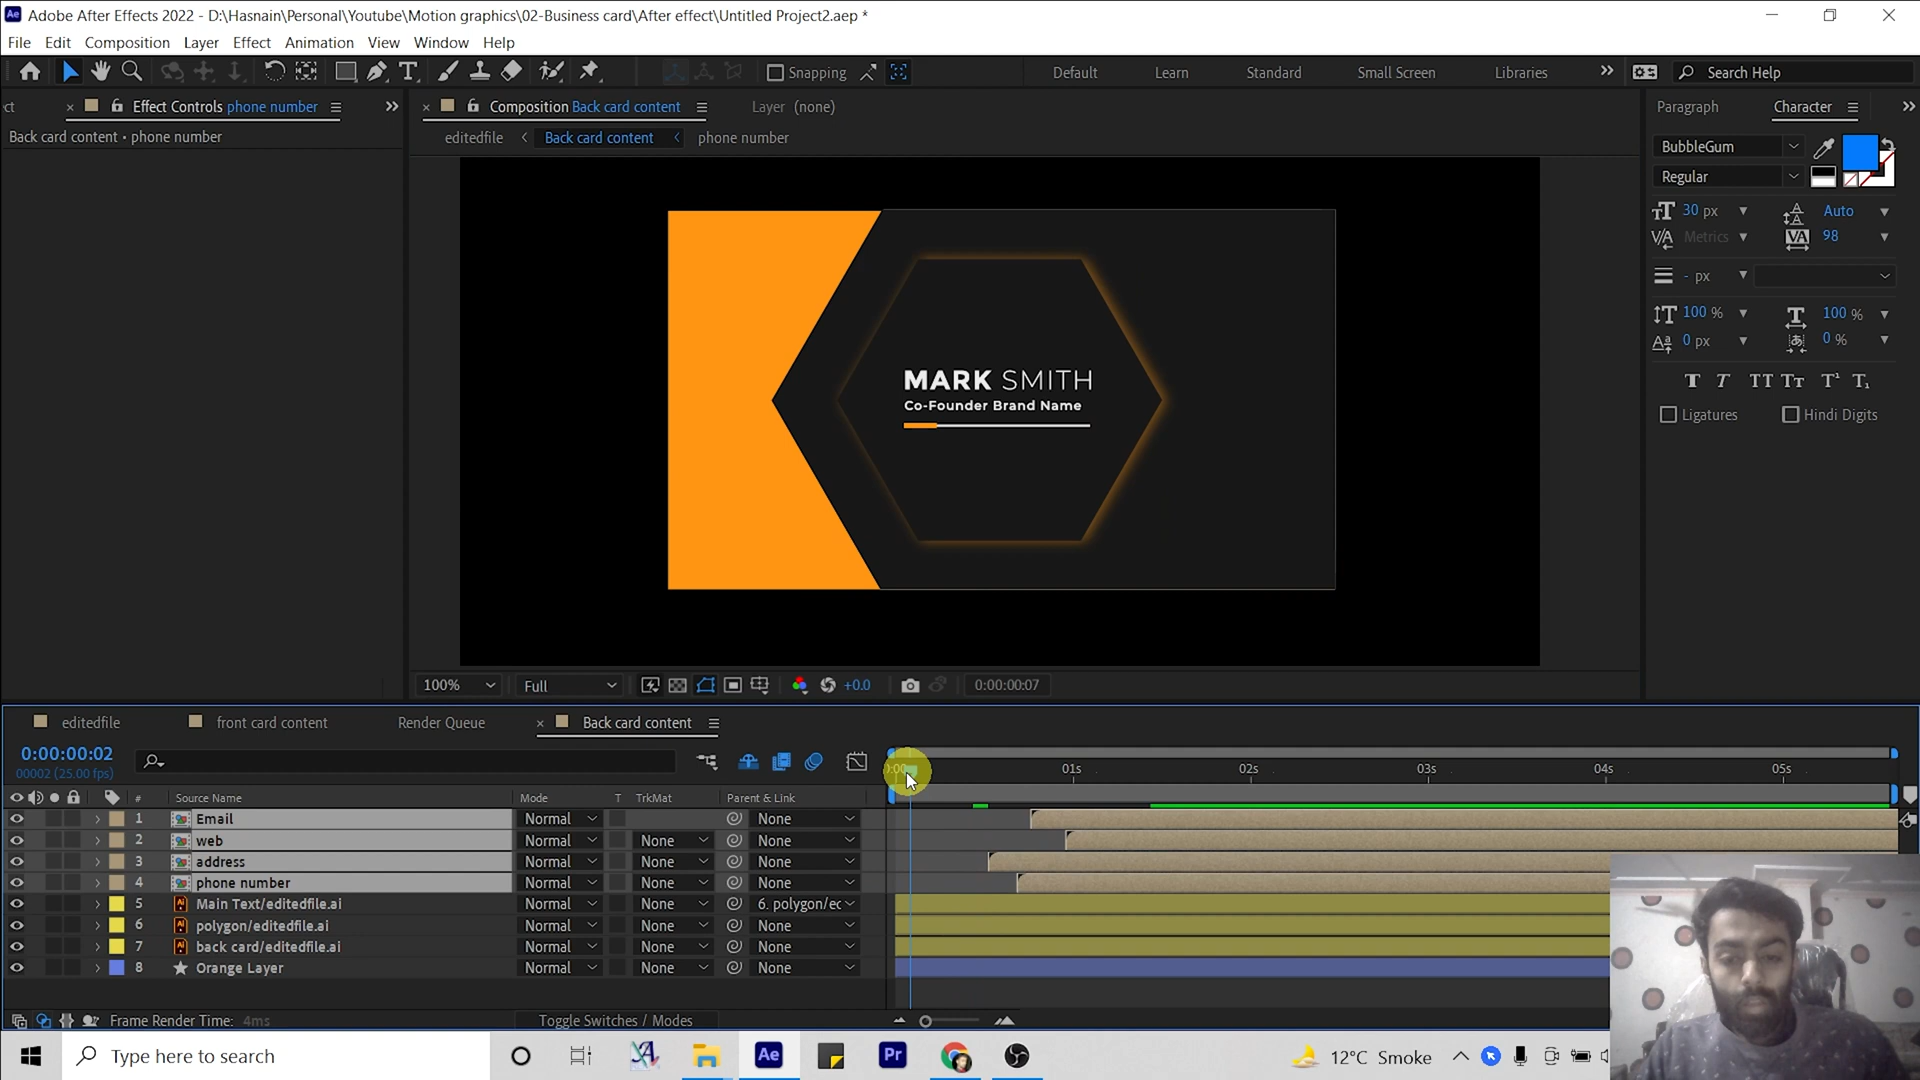 Adobe After Effects 2022 - D:\Hasnain\Personal\Youtube\Motion graphics\02-Business card\After effect\Untitled Project2.aep *
File Edit Composition Layer Effect Animation View Window Help
Snapping Default Learn Standard Small Screen Libraries Search Help
ct Effect Controls phone number
Composition Back card content Layer (none)
Paragraph Character
Back card content • phone number
editedfile Back card content phone number
BubbleGum
Regular
30 px Auto
Metrics 98
- px
100 % 100 %
0 px 0 %
T T TT Tt T¹ T₁
Ligatures Hindi Digits
MARK SMITH
Co-Founder Brand Name
100% Full +0.0 0:00:00:07
editedfile front card content Render Queue Back card content
0:00:00:02
00002 (25.00 fps)
01s 02s 03s 04s 05s
# Source Name Mode T TrkMat Parent & Link
1 Email Normal None
2 web Normal None None
3 address Normal None None
4 phone number Normal None None
5 Main Text/editedfile.ai Normal None 6. polygon/ec
6 polygon/editedfile.ai Normal None None
7 back card/editedfile.ai Normal None None
8 Orange Layer Normal None None
Frame Render Time: 4ms Toggle Switches / Modes
Type here to search
Ae Pr
12°C Smoke